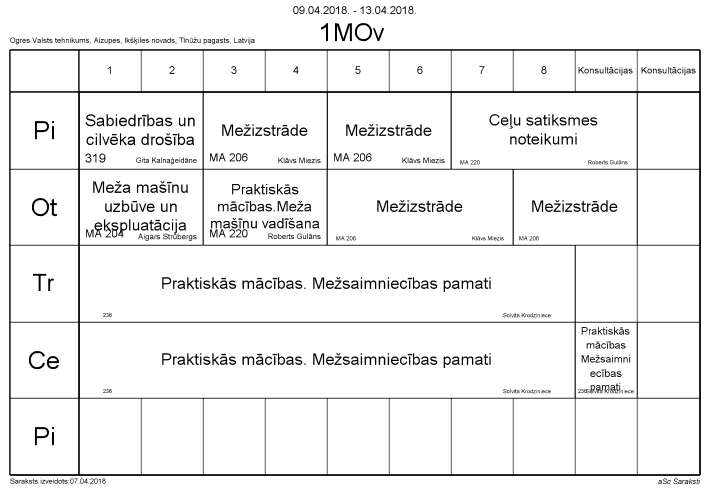 09.04.2018. - 13.04.2018.
1MOv
Ogres Valsts tehnikums, Aizupes, Ikšķiles novads, Tīnūžu pagasts, Latvija
1 2 3 4 5 6 7 8 Konsultācijas Konsultācijas
Pi
Sabiedrības un
cilvēka drošība
319 Gita Kalnaģeidāne
Mežizstrāde
MA 206 Klāvs Miezis
Mežizstrāde
MA 206 Klāvs Miezis
Ceļu satiksmes
noteikumi
MA 220 Roberts Gulāns
Ot
Meža mašīnu
uzbūve un
ekspluatācija
MA 204 Aigars Strūbergs
Praktiskās
mācības.Meža
mašīnu vadīšana
MA 220 Roberts Gulāns
Mežizstrāde
MA 206 Klāvs Miezis
Mežizstrāde
MA 206
Tr
Praktiskās mācības. Mežsaimniecības pamati
236 Solvita Krodziniece
Ce
Praktiskās mācības. Mežsaimniecības pamati
236 Solvita Krodziniece
Praktiskās
mācības
Mežsaimni
ecības
pamati
236 Solvita Krodziniece
Pi
Saraksts izveidots:07.04.2018 aSc Saraksti